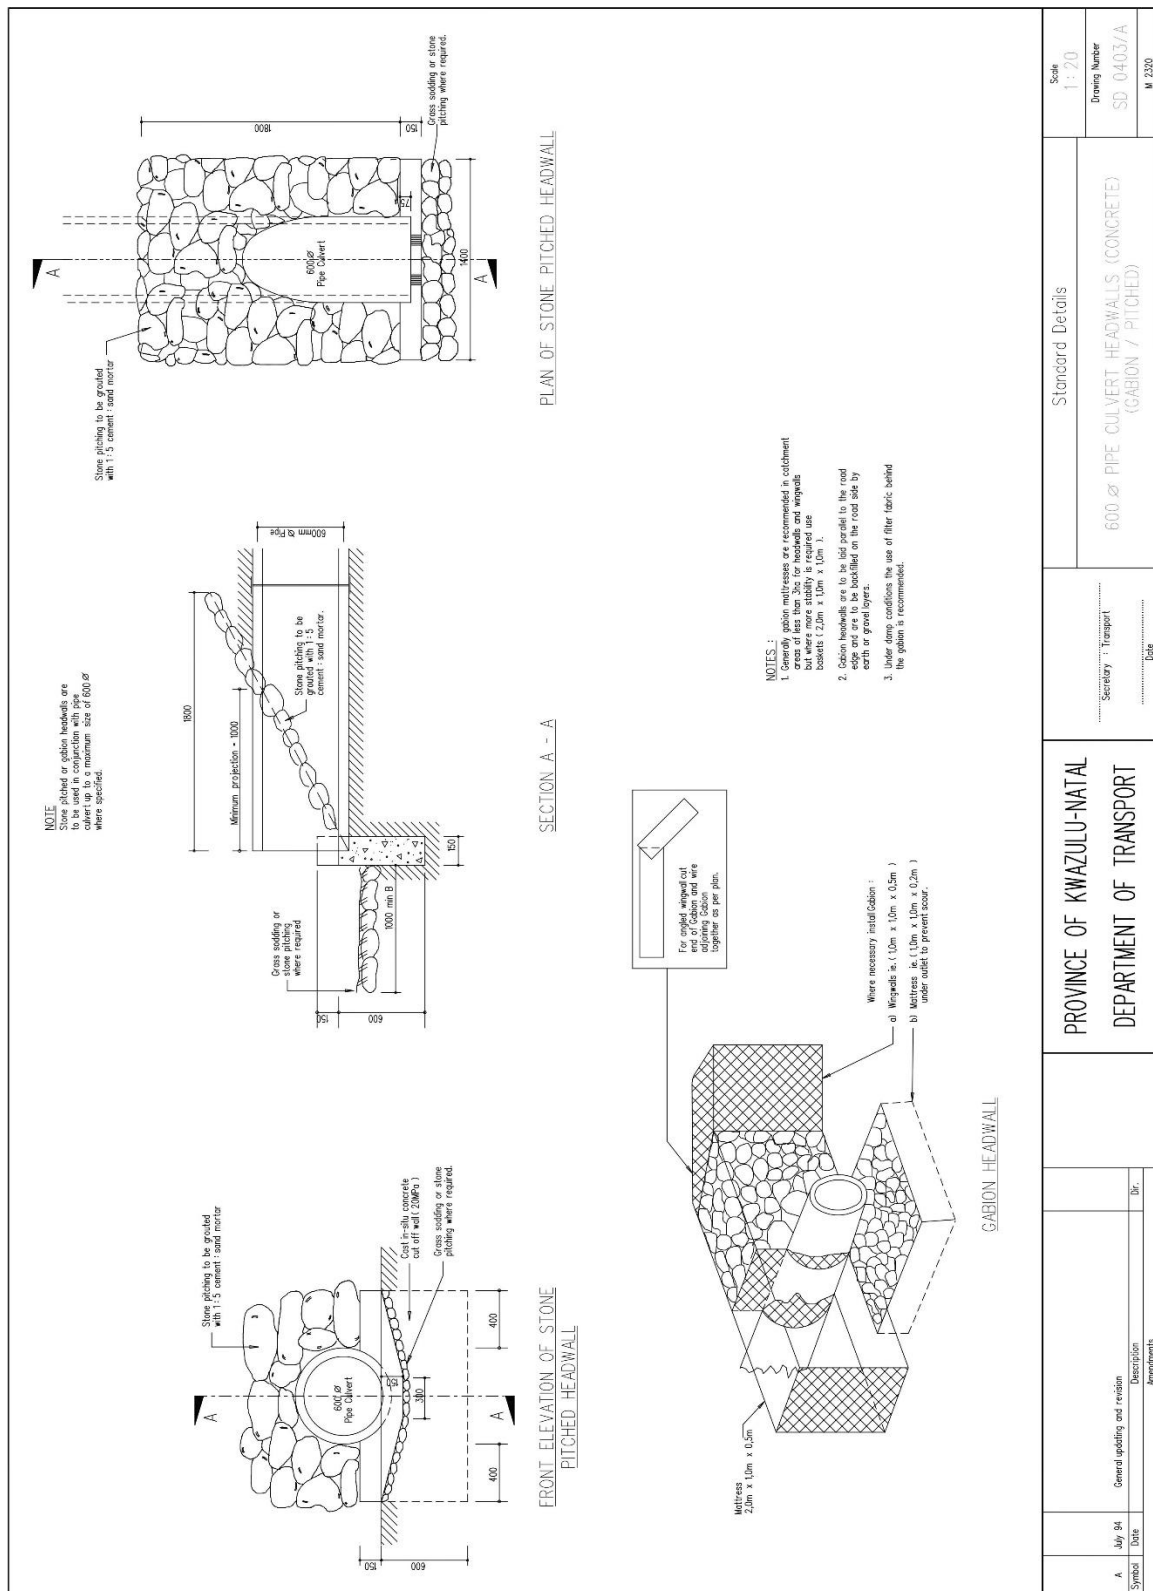 NOTE
Stone pitched or gabion headwalls are
to be used in conjunction with pipe
culvert up to a maximum size of 600 Ø
where specified.
Stone pitching to be grouted
with 1:5 cement : sand mortar
600 Ø
Pipe Culvert
A
A
Cast in-situ concrete
cut off wall ( 20MPa )
Grass sodding or stone
pitching where required.
400
300
400
150
600
FRONT ELEVATION OF STONE
PITCHED HEADWALL
1800
Minimum projection - 1000
Grass sodding or
stone pitching
where required
Stone pitching to be
grouted with 1:5
cement : sand mortar.
600mm Ø Pipe
1000 min B
150
150
600
SECTION A - A
Stone pitching to be grouted
with 1:5 cement : sand mortar
A
A
600 Ø
Pipe Culvert
1800
150
75
1400
Grass sodding or stone
pitching where required.
PLAN OF STONE PITCHED HEADWALL
Mattress
2,0m x 1,0m x 0,5m
For angled wingwall cut
end of Gabion and wire
adjoining Gabion
together as per plan.
Where necessary install Gabion :
a) Wingwalls ie. ( 1,0m x 1,0m x 0,5m )
b) Mattress ie. ( 1,0m x 1,0m x 0,2m )
under outlet to prevent scour.
GABION HEADWALL
NOTES :
1. Generally gabion mattresses are recommended in catchment
areas of less than 3ha for headwalls and wingwalls
but where more stability is required use
baskets ( 2,0m x 1,0m x 1,0m ).
2. Gabion headwalls are to be laid parallel to the road
edge and are to be backfilled on the road side by
earth or gravel layers.
3. Under damp conditions the use of filter fabric behind
the gabion is recommended.
A July 94 General updating and revision
Symbol Date Description Dir.
Amendments
PROVINCE OF KWAZULU-NATAL
DEPARTMENT OF TRANSPORT
Secretary : Transport
Date
Standard Details
600 Ø PIPE CULVERT HEADWALLS (CONCRETE)
(GABION / PITCHED)
Scale
1 : 20
Drawing Number
SD 0403/A
M 2320